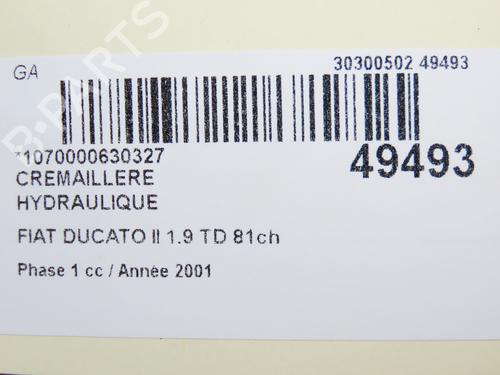 GA
30300502 49493
*1070000630327
49493
CREMAILLERE
HYDRAULIQUE
FIAT DUCATO II 1.9 TD 81ch
Phase 1 cc / Année 2001
B-PARTS